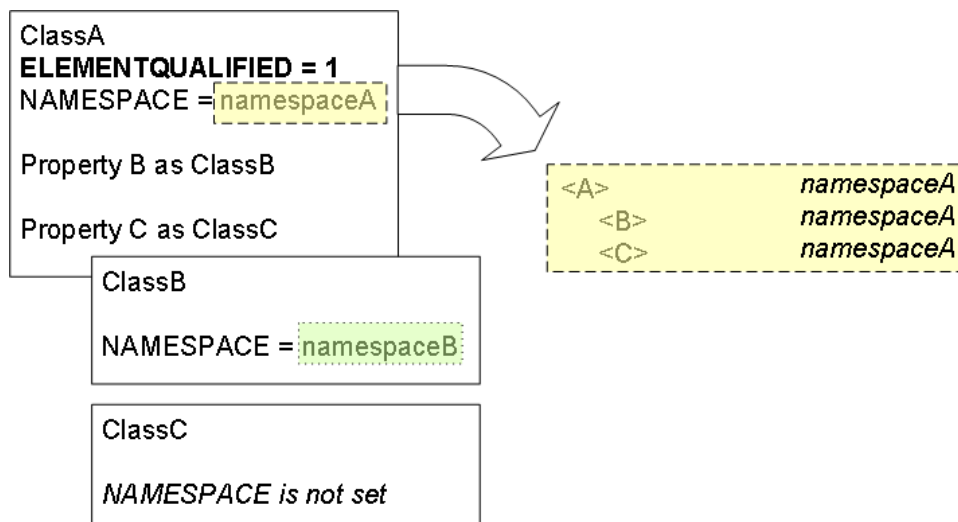 ClassA
ELEMENTQUALIFIED = 1
NAMESPACE = namespaceA
Property B as ClassB
Property C as ClassC
<A> namespaceA
<B> namespaceA
<C> namespaceA
ClassB
NAMESPACE = namespaceB
ClassC
NAMESPACE is not set